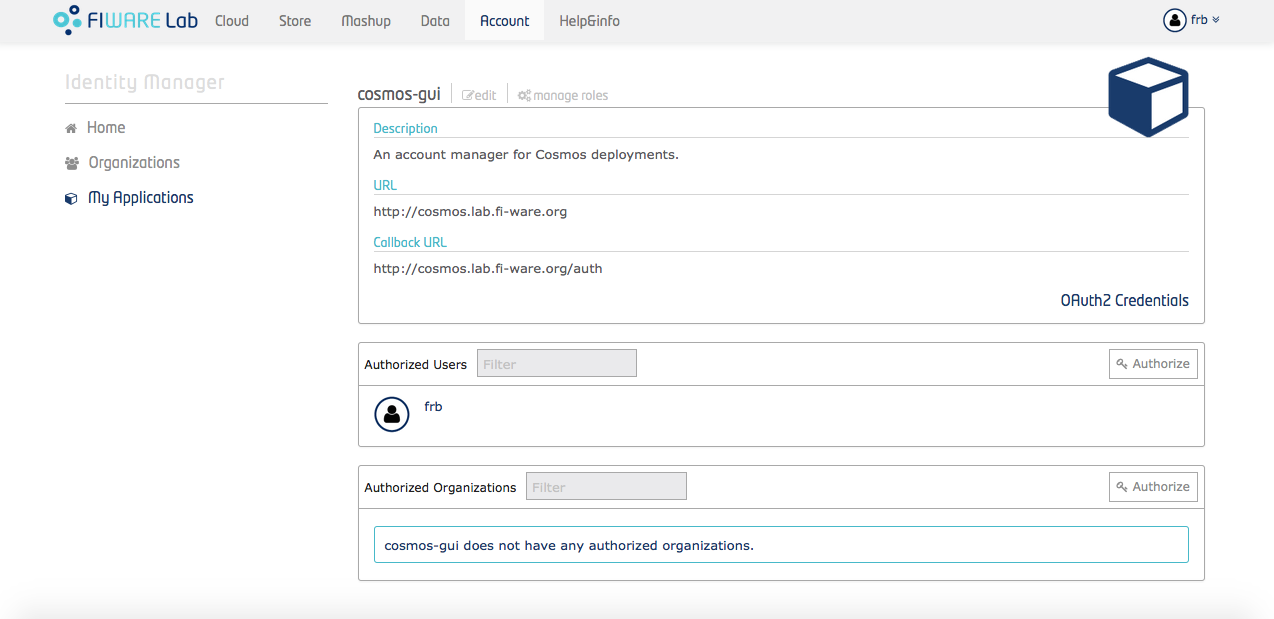 FIWARE Lab Cloud Store Mashup Data Account Help&info frb
Identity Manager
Home
Organizations
My Applications
cosmos-gui edit manage roles
Description
An account manager for Cosmos deployments.
URL
http://cosmos.lab.fi-ware.org
Callback URL
http://cosmos.lab.fi-ware.org/auth
OAuth2 Credentials
Authorized Users Filter Authorize
frb
Authorized Organizations Filter Authorize
cosmos-gui does not have any authorized organizations.